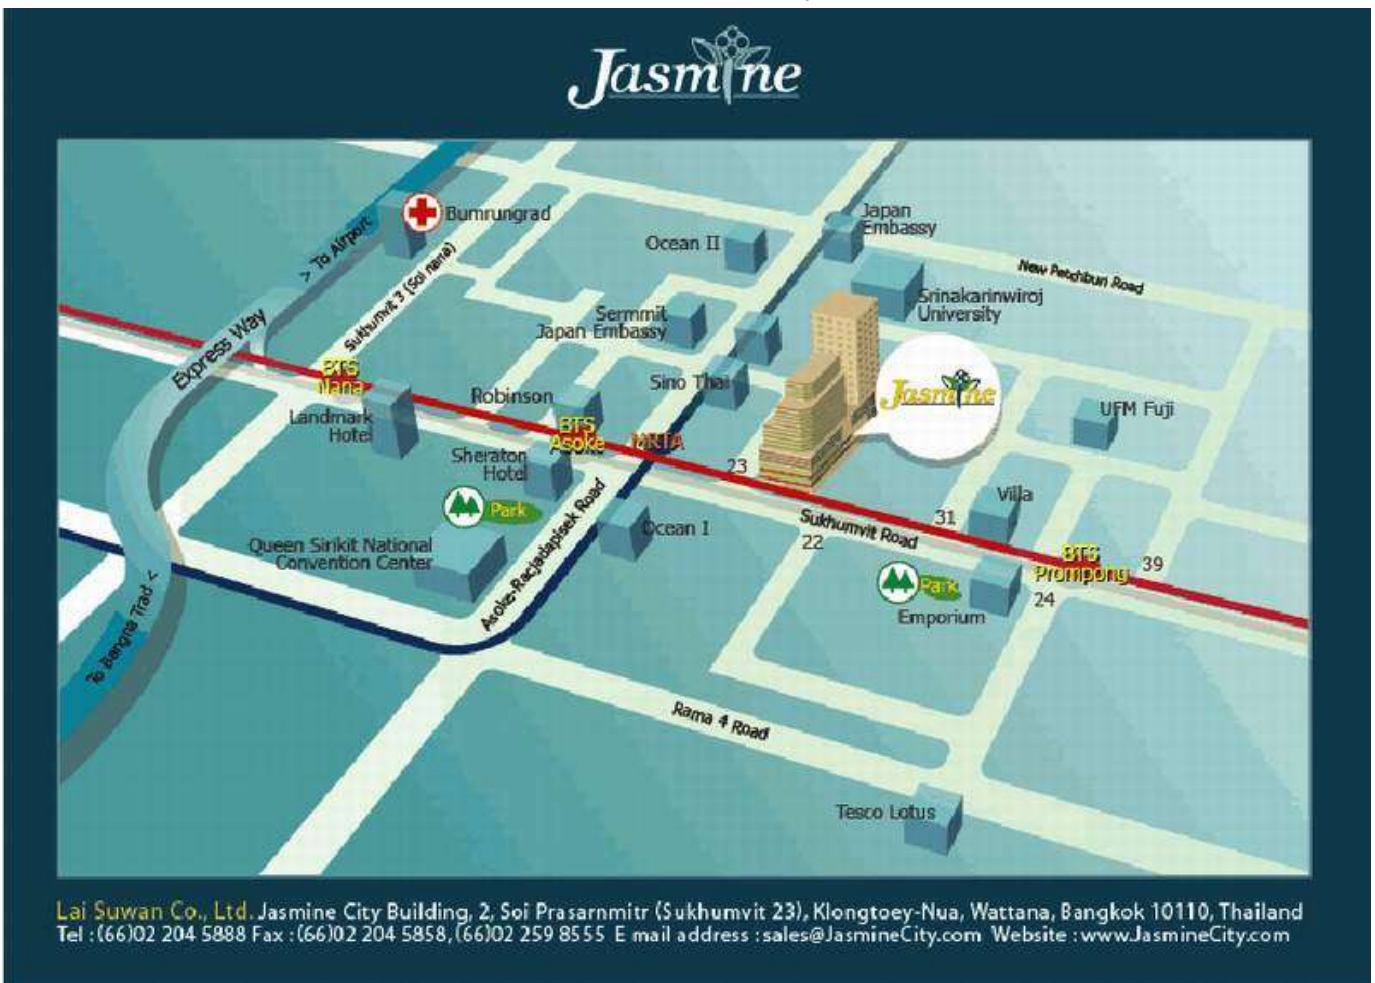 Jasmine
Bumrungrad
> To Airport
Sukhumvit 3 (Soi nana)
Express Way
Ocean II
Japan
Embassy
New Petchburi Road
Srinakarinwiroj
University
Sermmit
Japan Embassy
Sino Thai
Jasmine
BTS
Nana
Landmark
Hotel
Robinson
BTS
Asoke
MRTA
Sheraton
Hotel
UFM Fuji
23
Villa
Park
Asoke-Racjadapisek Road
Ocean I
Sukhumvit Road
22
31
BTS
Prompong
39
24
Queen Sirikit National
Convention Center
Park
Emporium
To Bangna Trad <
Rama 4 Road
Tesco Lotus
Lai Suwan Co., Ltd. Jasmine City Building, 2, Soi Prasarnmitr (Sukhumvit 23), Klongtoey-Nua, Wattana, Bangkok 10110, Thailand
Tel :(66)02 204 5888 Fax :(66)02 204 5858,(66)02 259 8555 E mail address :sales@JasmineCity.com Website :www.JasmineCity.com